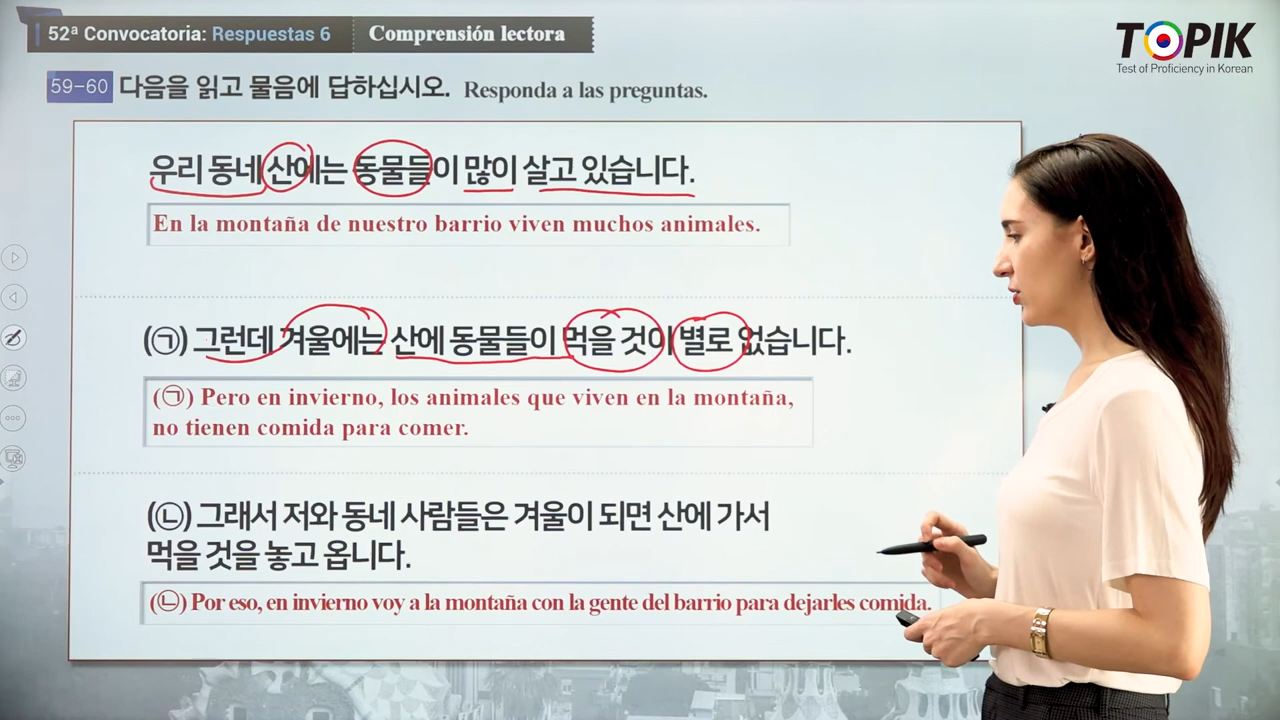 52ª Convocatoria: Respuestas 6
Comprensión lectora
TOPIK
Test of Proficiency in Korean
59-60 다음을 읽고 물음에 답하십시오. Responda a las preguntas.
우리 동네 산에는 동물들이 많이 살고 있습니다.
En la montaña de nuestro barrio viven muchos animales.
(㉠) 그런데 겨울에는 산에 동물들이 먹을 것이 별로 없습니다.
(㉠) Pero en invierno, los animales que viven en la montaña,
no tienen comida para comer.
(㉡) 그래서 저와 동네 사람들은 겨울이 되면 산에 가서
먹을 것을 놓고 옵니다.
(㉡) Por eso, en invierno voy a la montaña con la gente del barrio para dejarles comida.